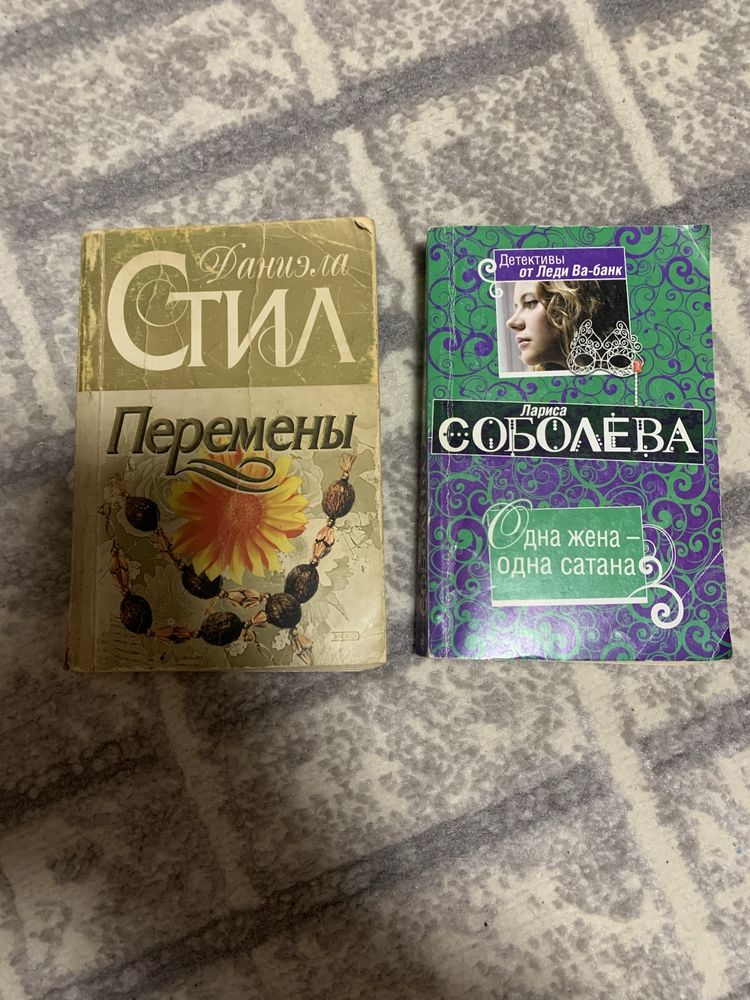 Даниэла
Стил
Перемены
Детективы
от Леди Ва-банк
Лариса
СОБОЛЕВА
Одна жена –
одна сатана